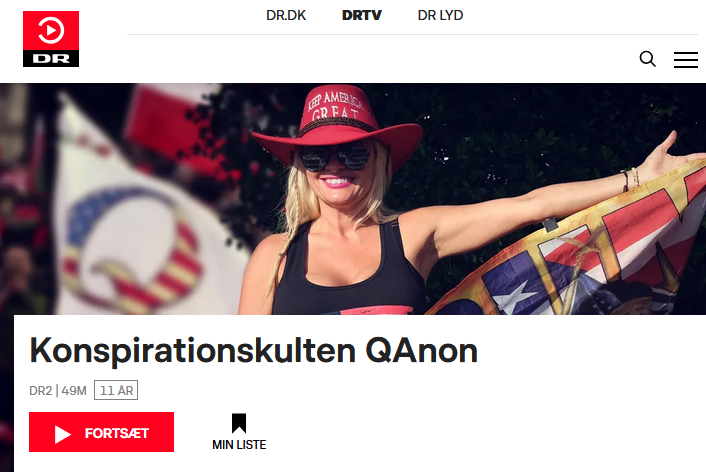 DR.DK
DRTV
DR LYD
DR
KEEP AMERICA
GREAT
Konspirationskulten QAnon
DR2 | 49M
11 ÅR
FORTSÆT
MIN LISTE